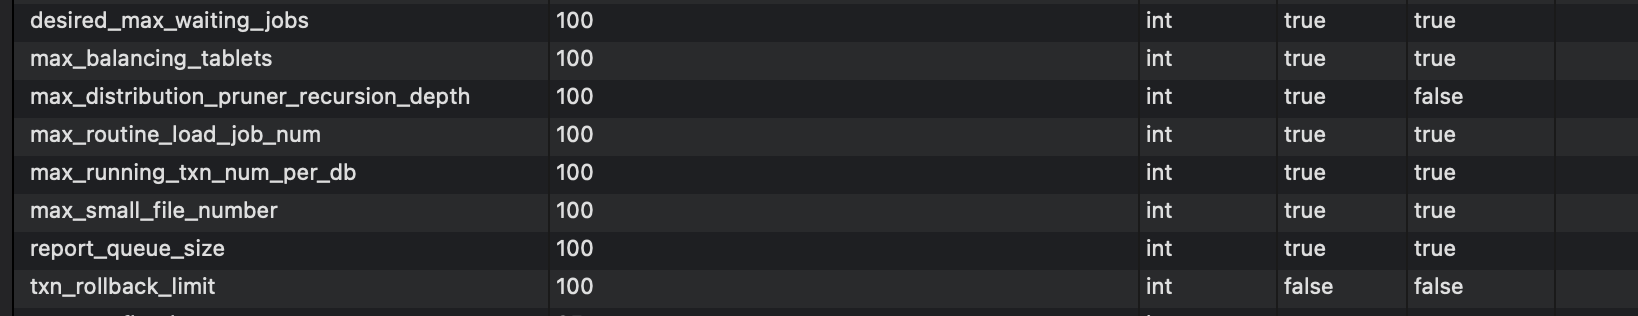 desired_max_waiting_jobs 100 int true true
max_balancing_tablets 100 int true true
max_distribution_pruner_recursion_depth 100 int true false
max_routine_load_job_num 100 int true true
max_running_txn_num_per_db 100 int true true
max_small_file_number 100 int true true
report_queue_size 100 int true true
txn_rollback_limit 100 int false false